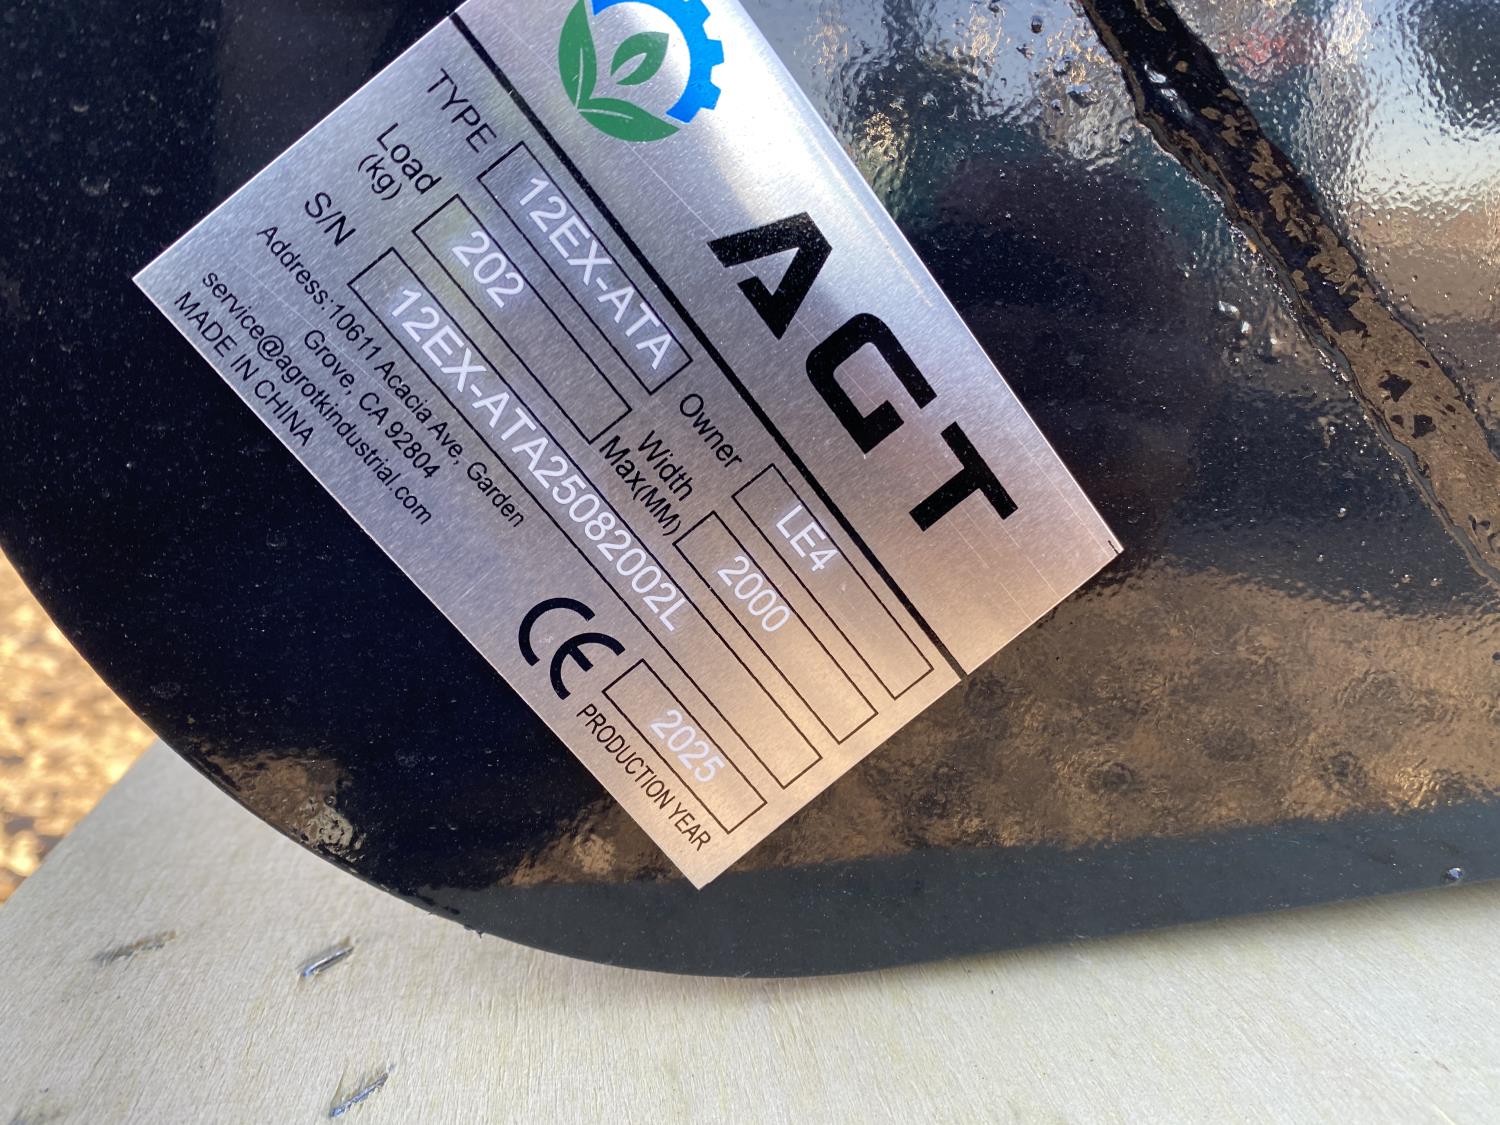 AGT
TYPE 12EX-ATA Owner LE4
Load (kg) 202 Width Max(MM) 2000
S/N 12EX-ATA25082002L
Address:10611 Acacia Ave, Garden
Grove, CA 92804
service@agrotkindustrial.com
MADE IN CHINA
CE
2025
PRODUCTION YEAR